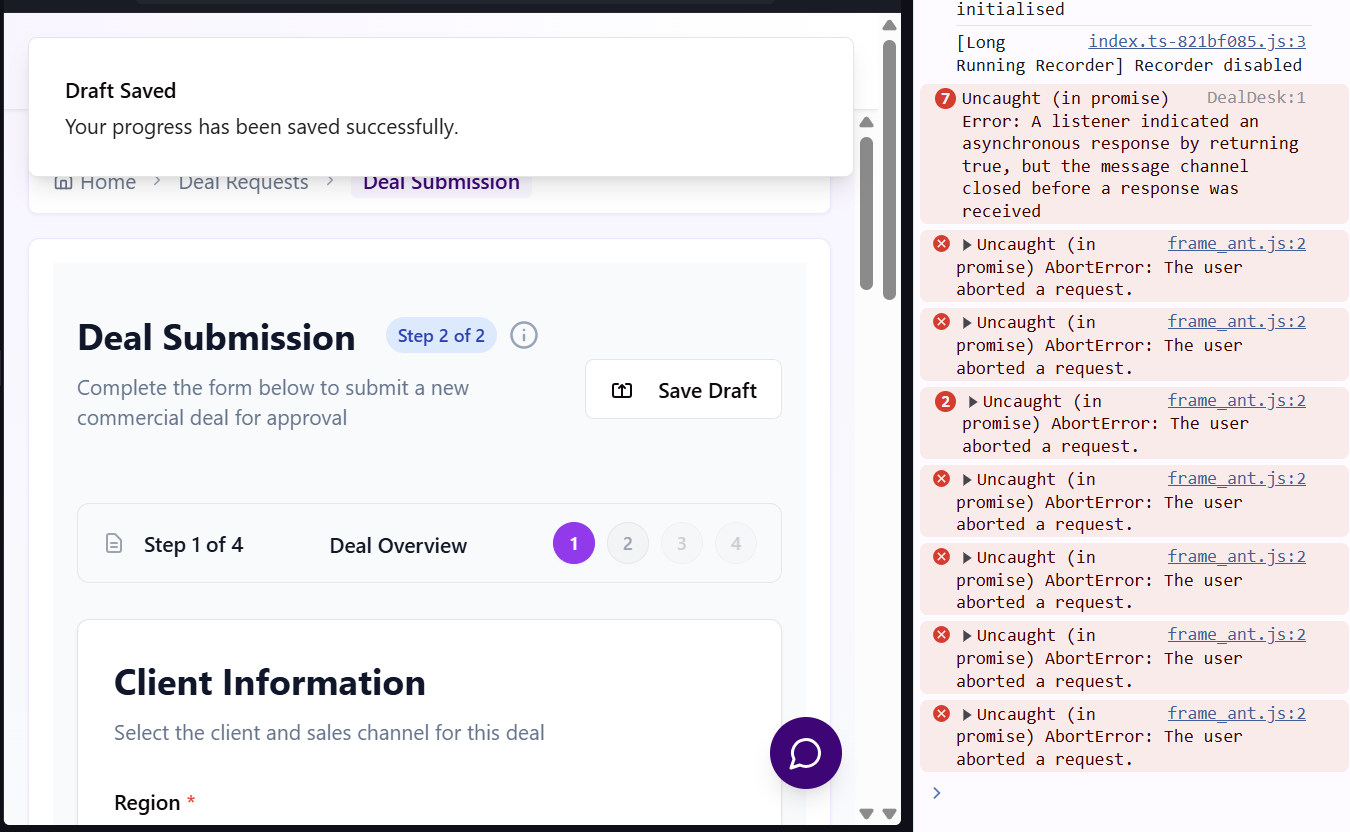 Draft Saved
Your progress has been saved successfully.
Home
Deal Requests
Deal Submission
Deal Submission
Step 2 of 2
Complete the form below to submit a new
commercial deal for approval
Save Draft
Step 1 of 4
Deal Overview
1
2
3
4
Client Information
Select the client and sales channel for this deal
Region *
initialised
[Long index.ts-821bf085.js:3
Running Recorder] Recorder disabled
7 Uncaught (in promise) DealDesk:1
Error: A listener indicated an
asynchronous response by returning
true, but the message channel
closed before a response was
received
Uncaught (in frame_ant.js:2
promise) AbortError: The user
aborted a request.
Uncaught (in frame_ant.js:2
promise) AbortError: The user
aborted a request.
2 Uncaught (in frame_ant.js:2
promise) AbortError: The user
aborted a request.
Uncaught (in frame_ant.js:2
promise) AbortError: The user
aborted a request.
Uncaught (in frame_ant.js:2
promise) AbortError: The user
aborted a request.
Uncaught (in frame_ant.js:2
promise) AbortError: The user
aborted a request.
Uncaught (in frame_ant.js:2
promise) AbortError: The user
aborted a request.